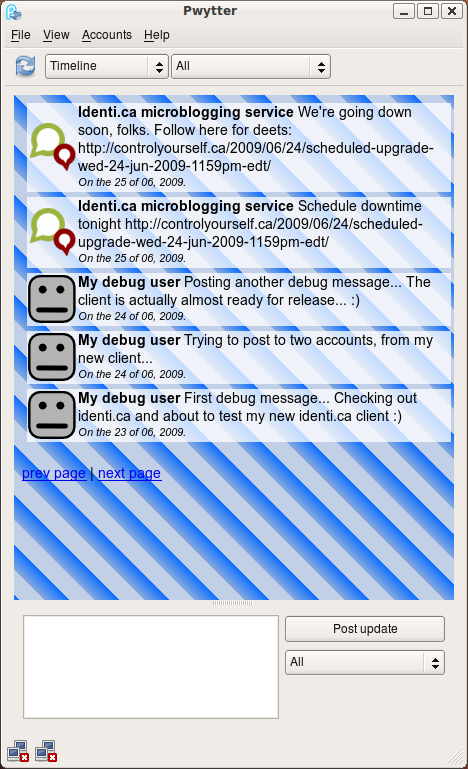 Pwytter
File View Accounts Help
Timeline All
Identi.ca microblogging service We're going down
soon, folks. Follow here for deets:
http://controlyourself.ca/2009/06/24/scheduled-upgrade-
wed-24-jun-2009-1159pm-edt/
On the 25 of 06, 2009.
Identi.ca microblogging service Schedule downtime
tonight http://controlyourself.ca/2009/06/24/scheduled-
upgrade-wed-24-jun-2009-1159pm-edt/
On the 25 of 06, 2009.
My debug user Posting another debug message... The
client is actually almost ready for release... :)
On the 24 of 06, 2009.
My debug user Trying to post to two accounts, from my
new client...
On the 24 of 06, 2009.
My debug user First debug message... Checking out
identi.ca and about to test my new identi.ca client :)
On the 23 of 06, 2009.
prev page | next page
Post update
All